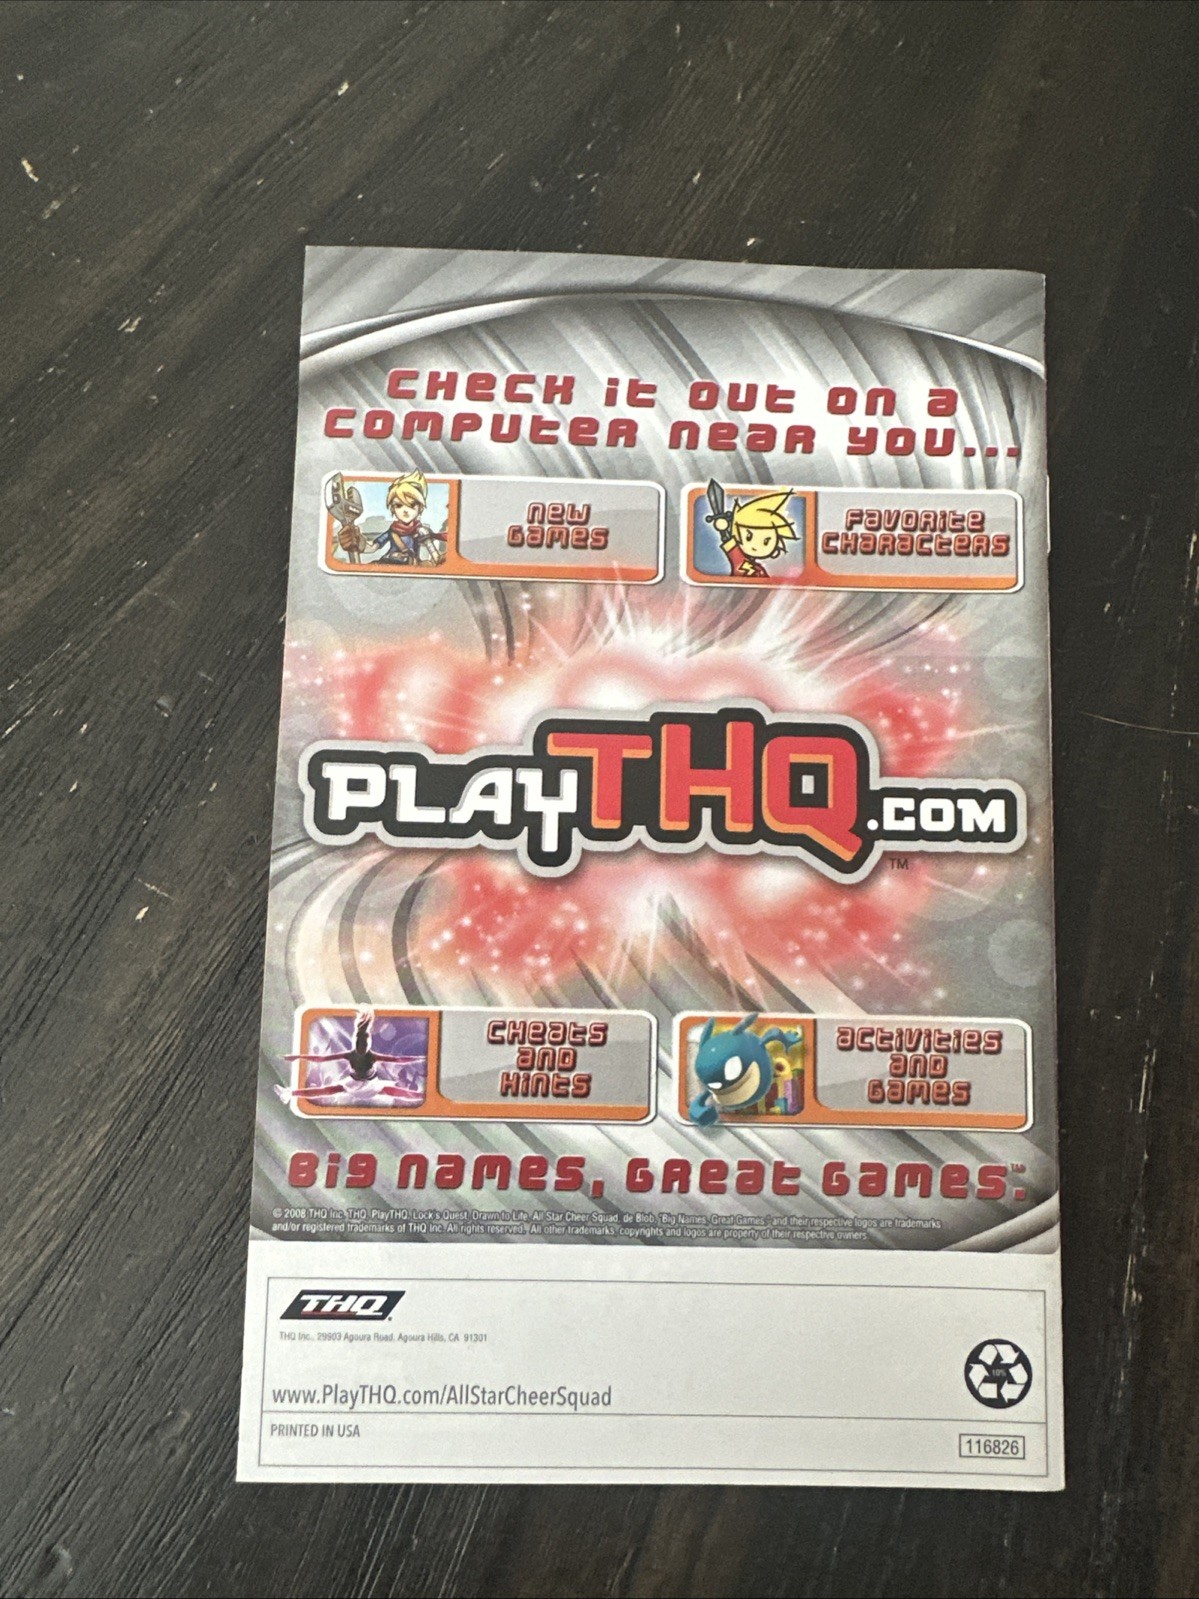 CHECK it OUt ON A
COMPUtER NEAR YOU...
NEW
GAMES
FAVORitE
CHARACtERS
PLAYTHQ.COM
TM
CHEAtS
AND
HiNtS
ACtiVitiES
AND
GAMES
Big NAMES, GREAt GAMES.™
© 2008 THQ Inc. THQ, PlayTHQ, Lock's Quest, Drawn to Life, All Star Cheer Squad, de Blob, "Big Names, Great Games." and their respective logos are trademarks
and/or registered trademarks of THQ Inc. All rights reserved. All other trademarks, copyrights and logos are property of their respective owners.
THQ®
THQ Inc., 29903 Agoura Road, Agoura Hills, CA 91301
10%
www.PlayTHQ.com/AllStarCheerSquad
PRINTED IN USA
116826